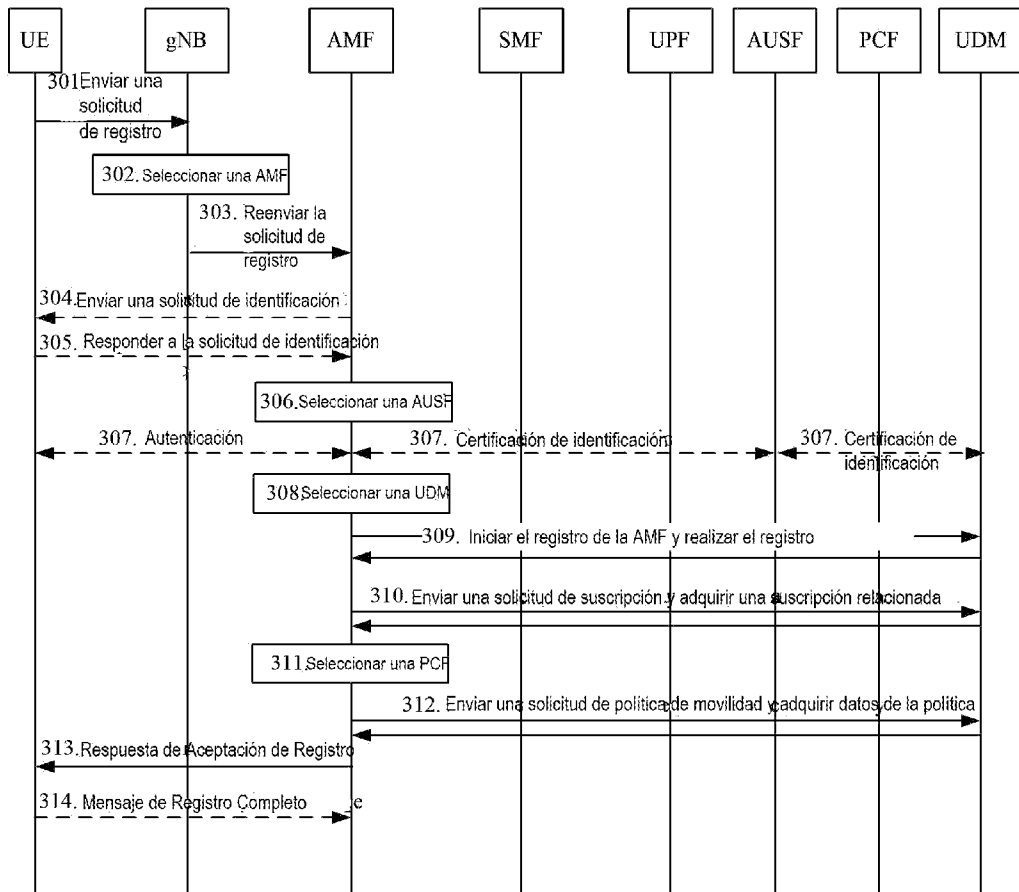 UE gNB AMF SMF UPF AUSF PCF UDM
301 Enviar una
solicitud
de registro
302. Seleccionar una AMF
303. Reenviar la
solicitud de
registro
304. Enviar una solicitud de identificación
305. Responder a la solicitud de identificación
306. Seleccionar una AUSF
307. Autenticación
307. Certificación de identificación
307. Certificación de
identificación
308 Seleccionar una UDM
309. Iniciar el registro de la AMF y realizar el registro
310. Enviar una solicitud de suscripción y adquirir una suscripción relacionada
311. Seleccionar una PCF
312. Enviar una solicitud de política de movilidad y adquirir datos de la política
313. Respuesta de Aceptación de Registro
314. Mensaje de Registro Completo